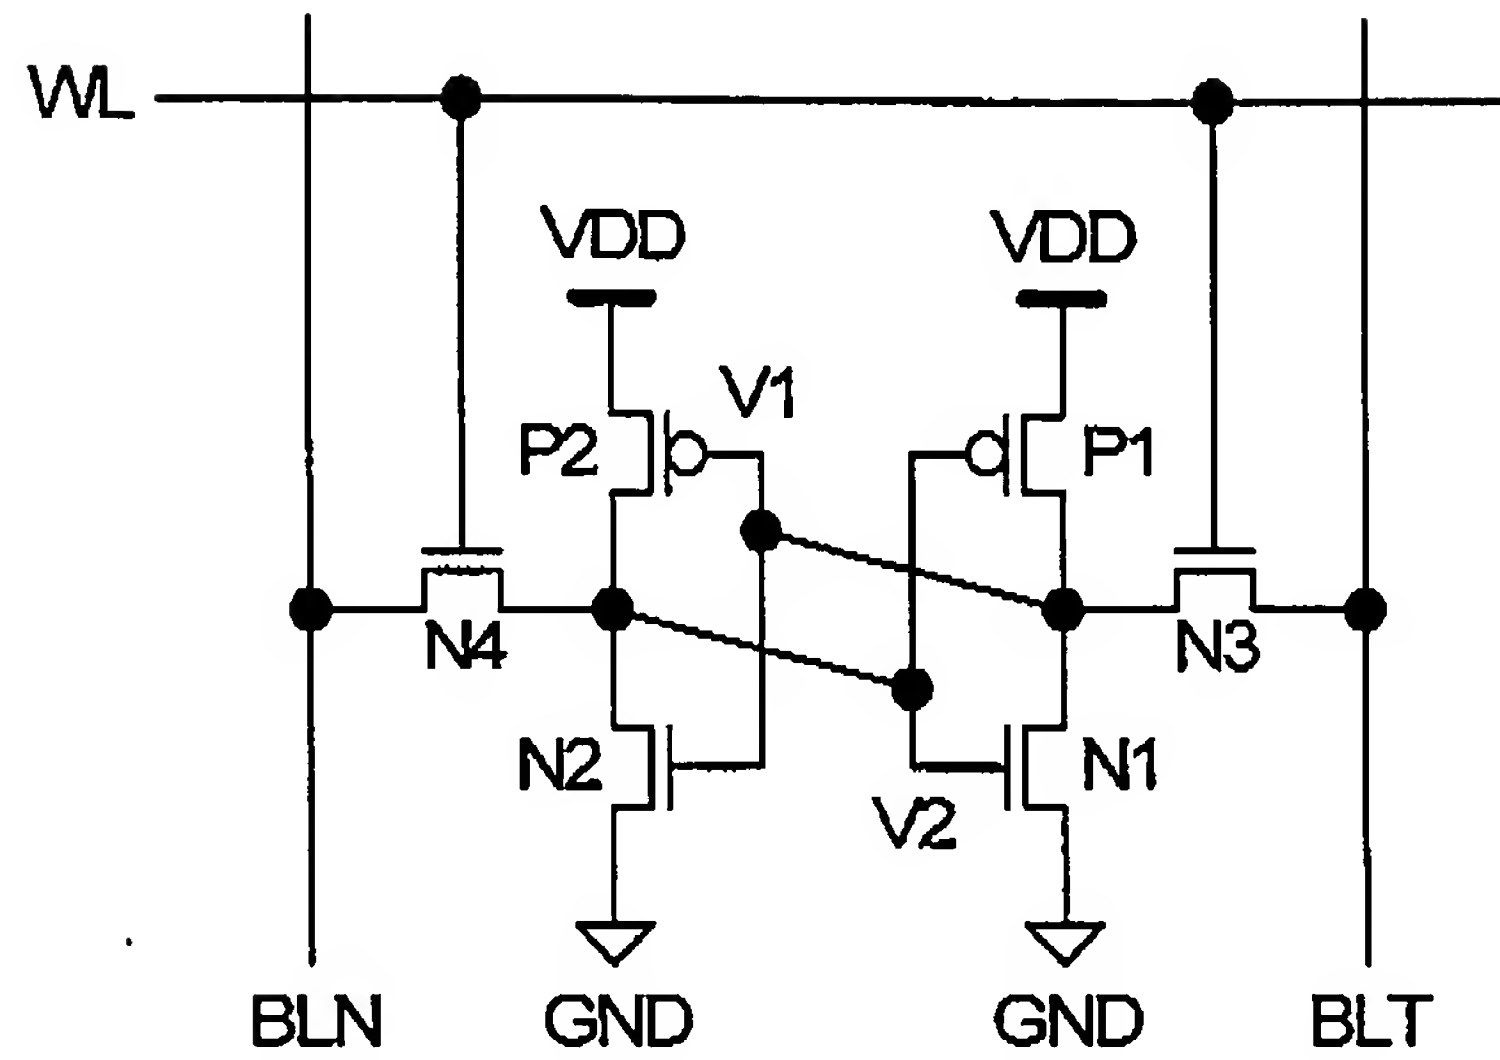 WL
VDD VDD
V1
P2 P1
N4 N3
N2 N1
V2
BLN GND GND BLT